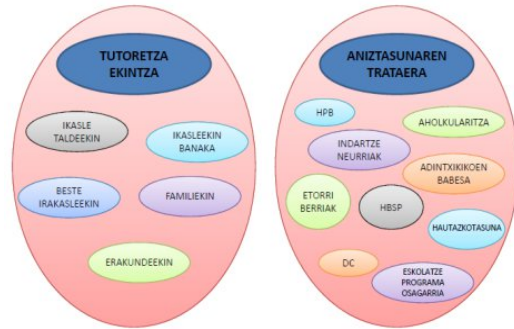 TUTORETZA
EKINTZA
IKASLE
TALDEEKIN
IKASLEEKIN
BANAKA
BESTE
IRAKASLEEKIN
FAMILIEKIN
ERAKUNDEEKIN
ANIZTASUNAREN
TRATAERA
HPB
AHOLKULARITZA
INDARTZE
NEURRIAK
ADINTXIKIKOEN
BABESA
ETORRI
BERRIAK
HBSP
HAUTAZKOTASUNA
DC
ESKOLATZE
PROGRAMA
OSAGARRIA